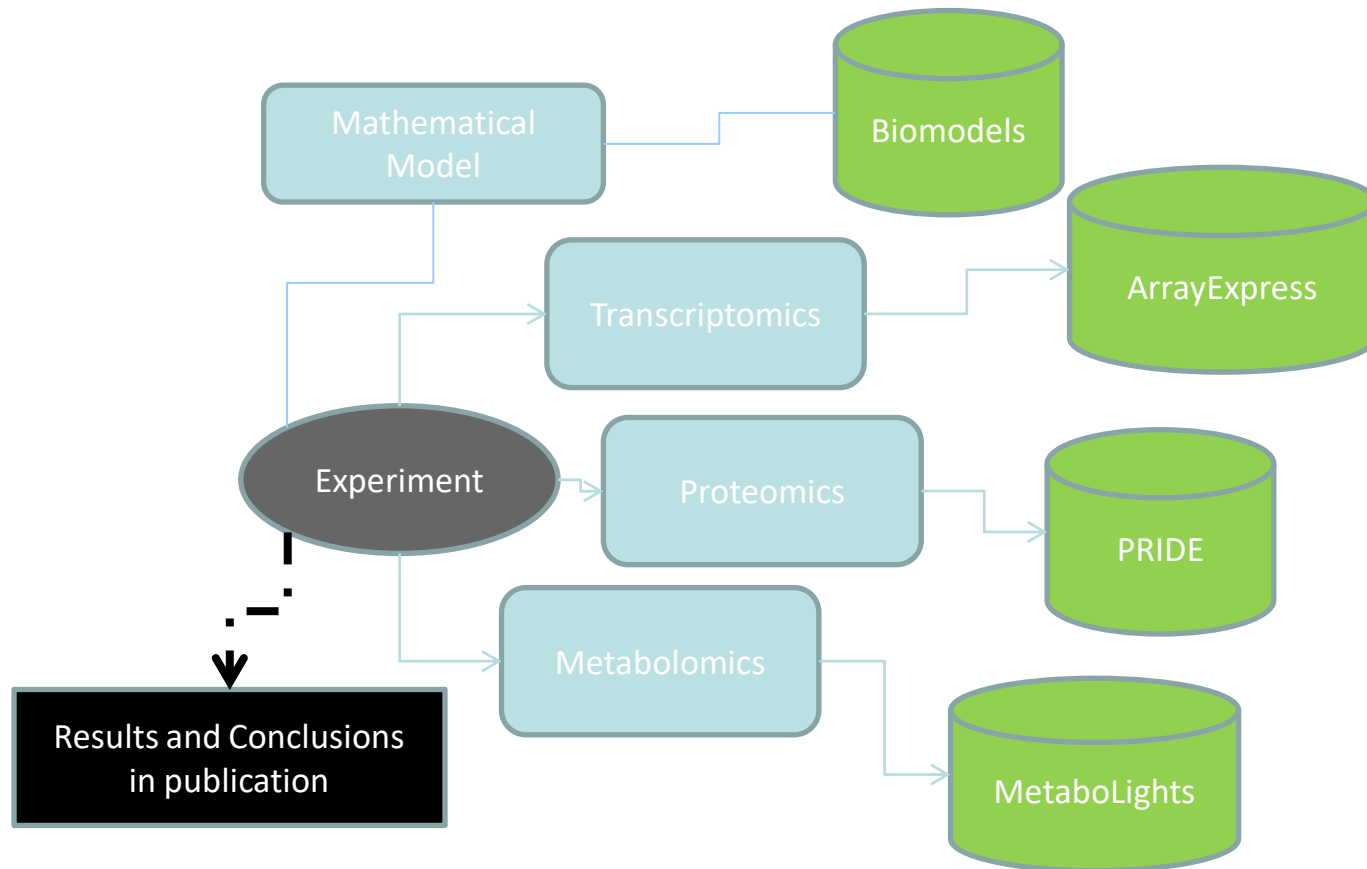 Mathematical
Model
Biomodels
Transcriptomics
ArrayExpress
Experiment
Proteomics
PRIDE
Metabolomics
MetaboLights
Results and Conclusions
in publication